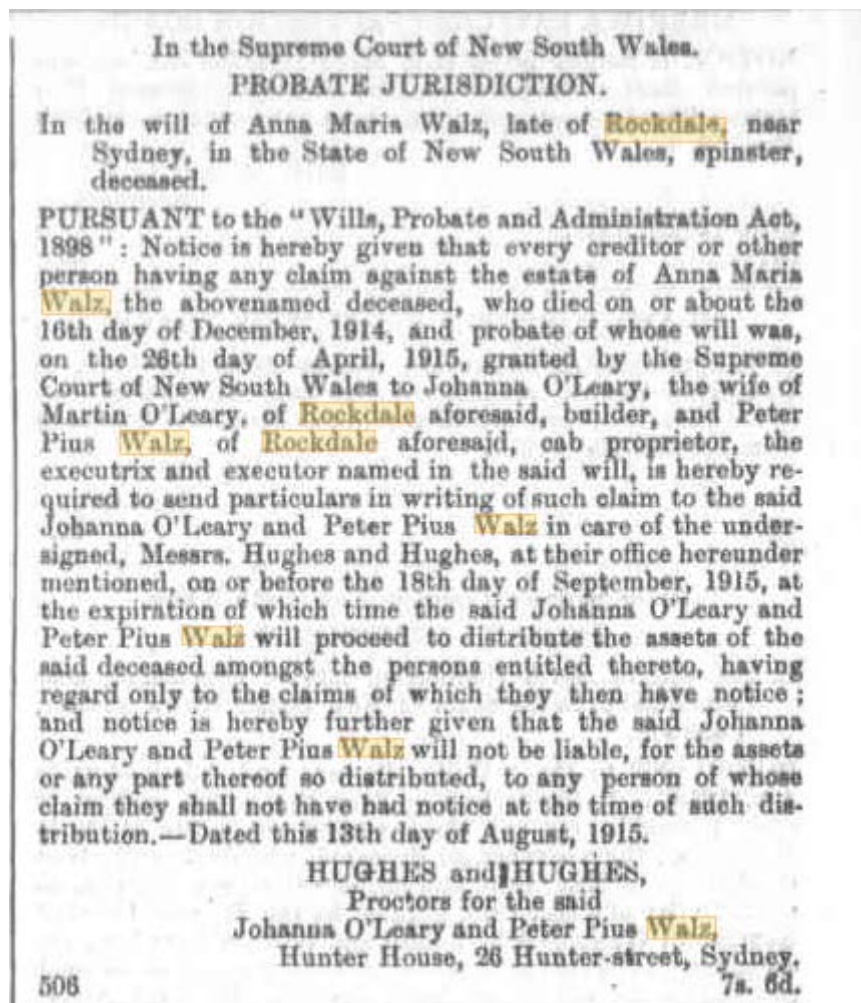 In the Supreme Court of New South Wales.
PROBATE JURISDICTION.
In the will of Anna Maria Walz, late of Rockdale, near
Sydney, in the State of New South Wales, spinster,
deceased.
PURSUANT to the "Wills, Probate and Administration Act,
1898": Notice is hereby given that every creditor or other
person having any claim against the estate of Anna Maria
Walz, the abovenamed deceased, who died on or about the
16th day of December, 1914, and probate of whose will was,
on the 26th day of April, 1915, granted by the Supreme
Court of New South Wales to Johanna O'Leary, the wife of
Martin O'Leary, of Rockdale aforesaid, builder, and Peter
Pius Walz, of Rockdale aforesaid, cab proprietor, the
executrix and executor named in the said will, is hereby re-
quired to send particulars in writing of such claim to the said
Johanna O'Leary and Peter Pius Walz in care of the under-
signed, Messrs. Hughes and Hughes, at their office hereunder
mentioned, on or before the 18th day of September, 1915, at
the expiration of which time the said Johanna O'Leary and
Peter Pius Walz will proceed to distribute the assets of the
said deceased amongst the persons entitled thereto, having
regard only to the claims of which they then have notice;
and notice is hereby further given that the said Johanna
O'Leary and Peter Pius Walz will not be liable, for the assets
or any part thereof so distributed, to any person of whose
claim they shall not have had notice at the time of such dis-
tribution.—Dated this 13th day of August, 1915.
HUGHES and HUGHES,
Proctors for the said
Johanna O'Leary and Peter Pius Walz,
Hunter House, 26 Hunter-street, Sydney.
506 7s. 6d.